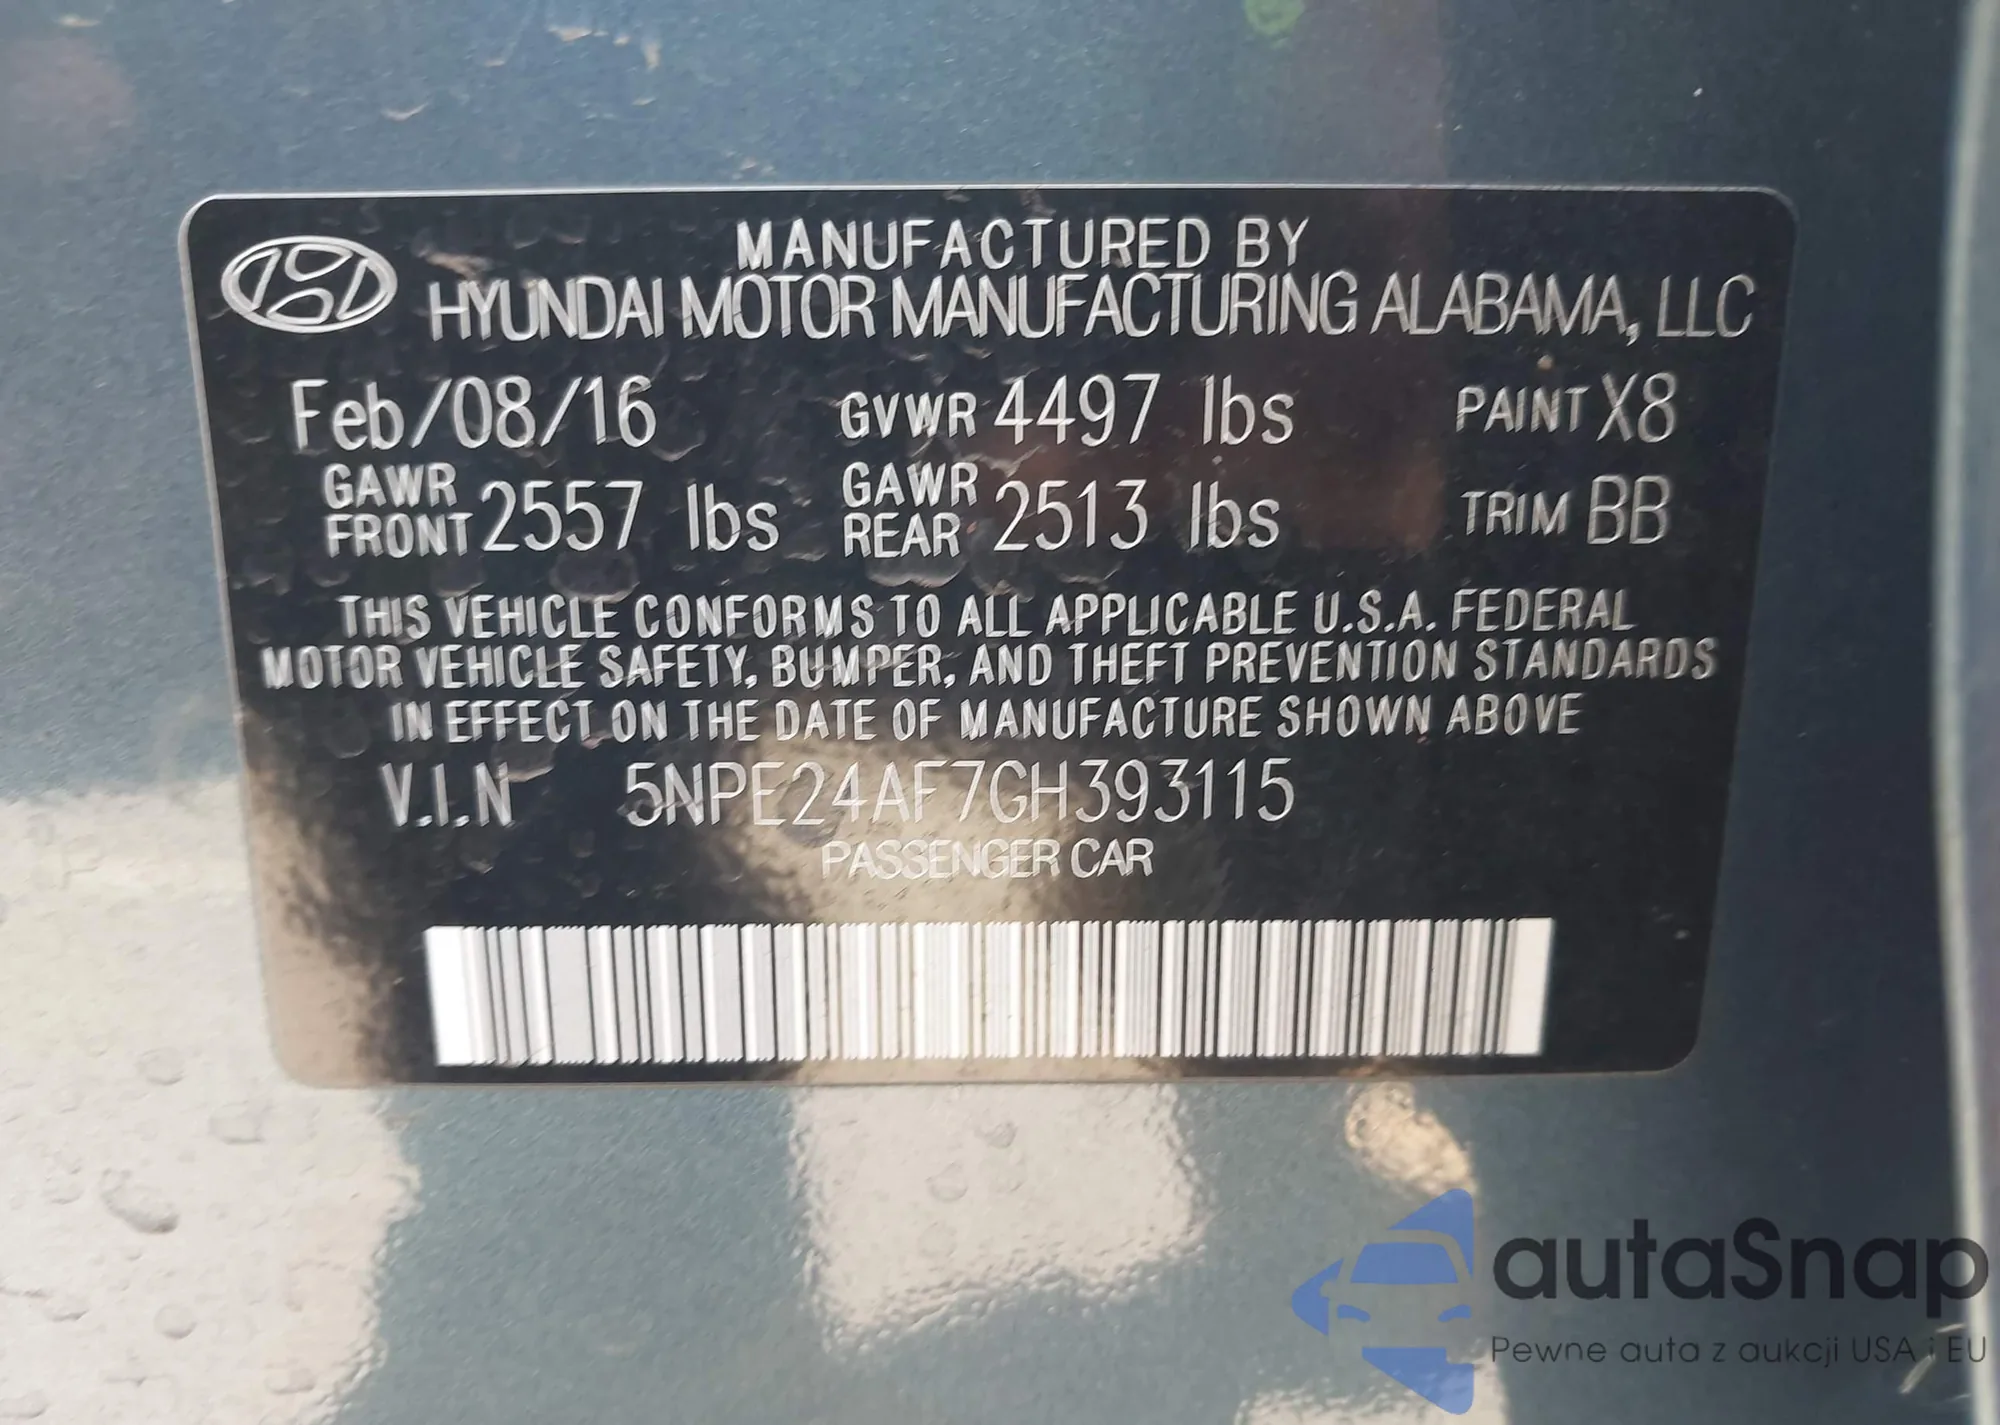 MANUFACTURED BY
HYUNDAI MOTOR MANUFACTURING ALABAMA, LLC
Feb/08/16 GVWR 4497 lbs PAINT X8
GAWR FRONT 2557 lbs GAWR REAR 2513 lbs TRIM BB
THIS VEHICLE CONFORMS TO ALL APPLICABLE U.S.A. FEDERAL
MOTOR VEHICLE SAFETY, BUMPER, AND THEFT PREVENTION STANDARDS
IN EFFECT ON THE DATE OF MANUFACTURE SHOWN ABOVE
V.I.N 5NPE24AF7GH393115
PASSENGER CAR
autaSnap
Pewne auta z aukcji USA i EU